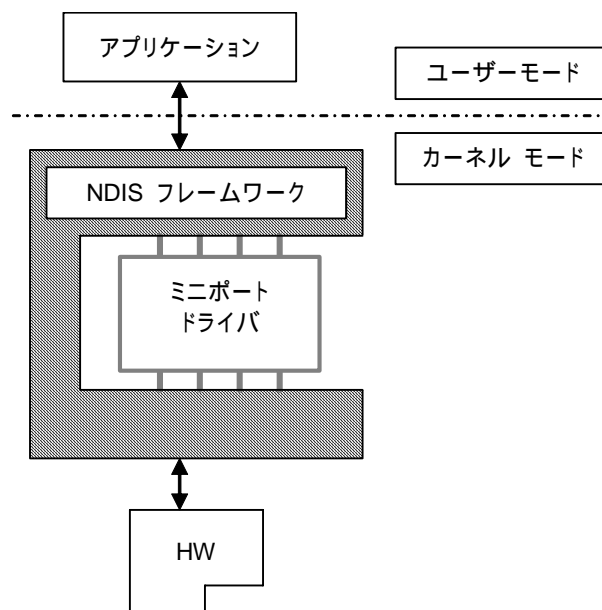 アプリケーション
ユーザーモード
カーネル モード
NDIS フレームワーク
ミニポート
ドライバ
HW